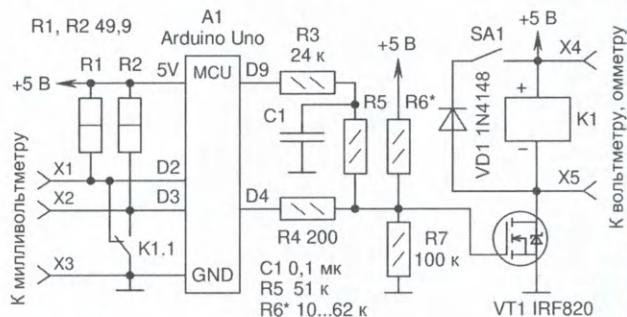 R1, R2 49,9
A1
Arduino Uno
R1 R2
+5 В
5V MCU D9
R3
24 к
C1
R5
+5 В
R6*
SA1
+5 В
X4
VD1 1N4148
+
K1
−
X5
К вольтметру, омметру
К милливольтметру
X1
X2
X3
D2
D3
D4
K1.1
GND
R4 200
R7
100 к
C1 0,1 мк
R5 51 к
R6* 10...62 к
VT1 IRF820